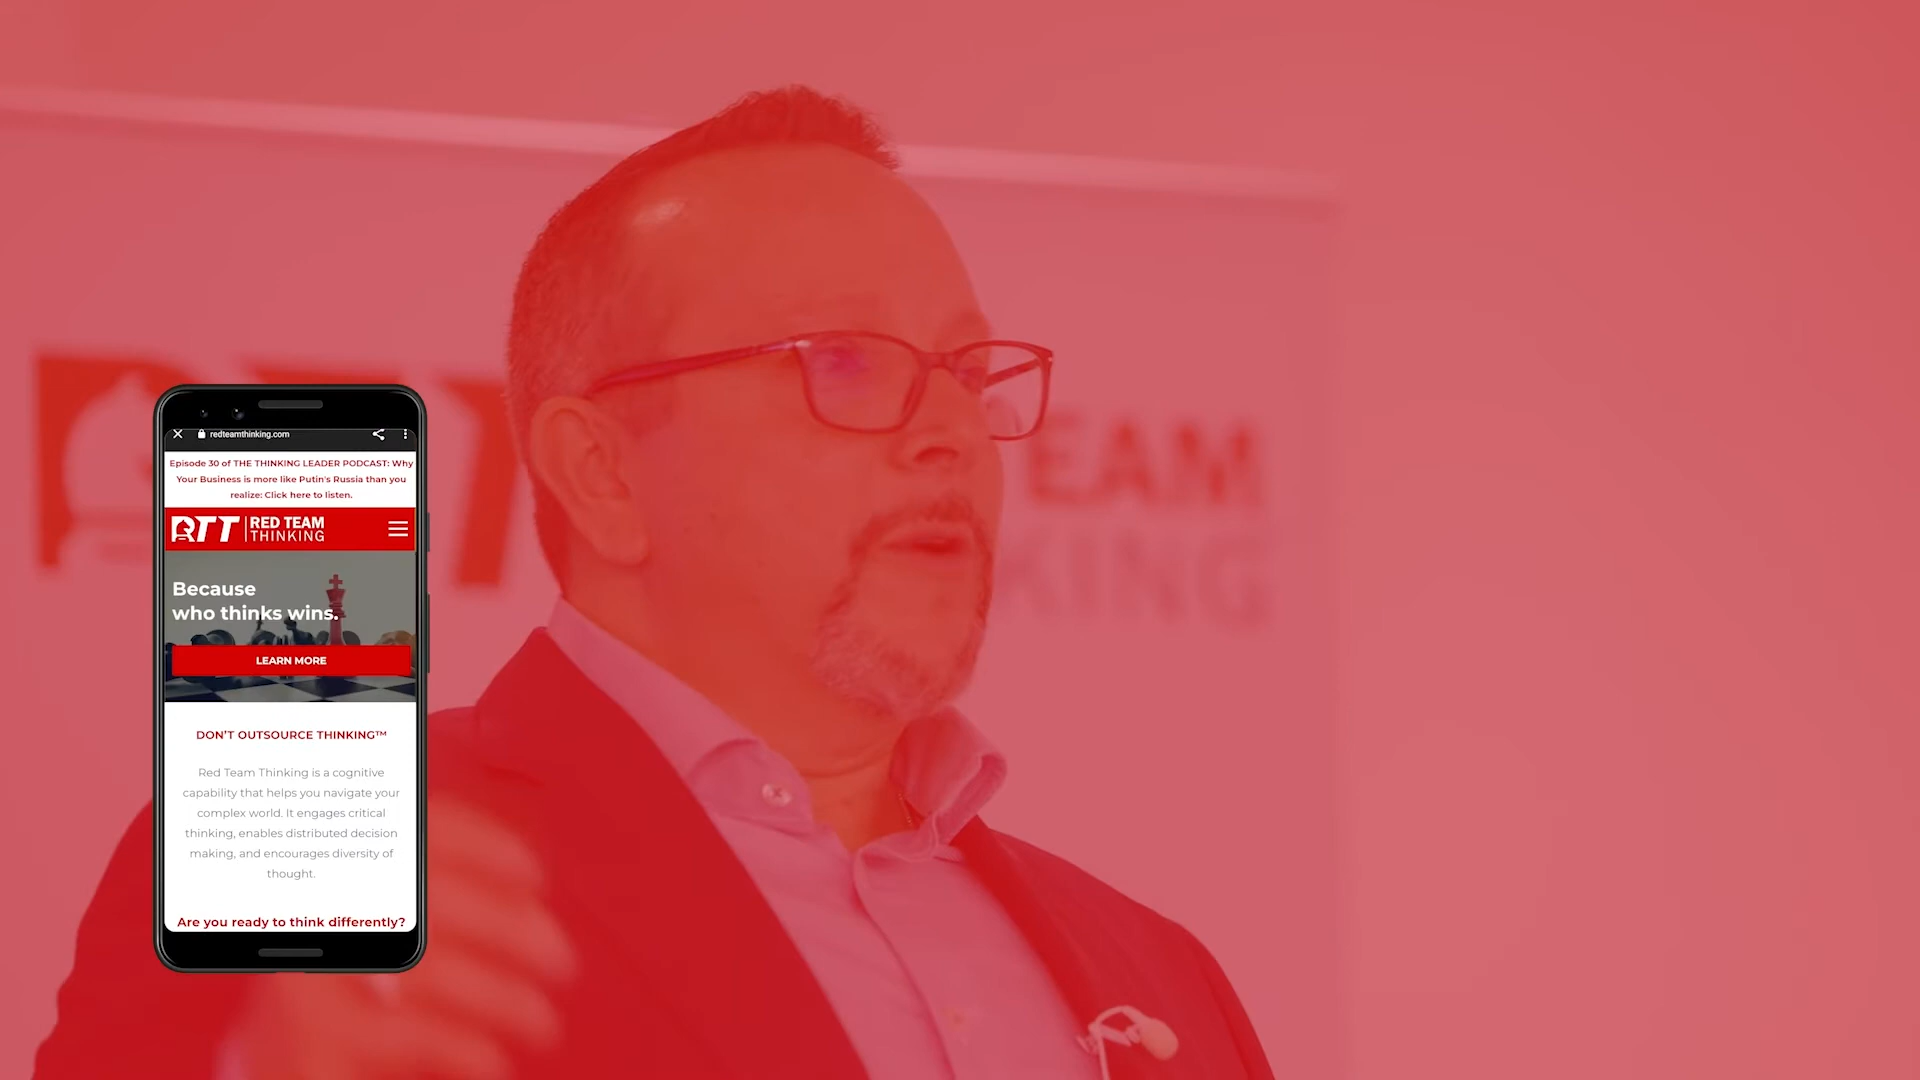 redteamthinking.com
Episode 30 of THE THINKING LEADER PODCAST: Why
Your Business is more like Putin's Russia than you
realize: Click here to listen.
RTT RED TEAM
THINKING
Because
who thinks wins.
LEARN MORE
DON'T OUTSOURCE THINKING™
Red Team Thinking is a cognitive
capability that helps you navigate your
complex world. It engages critical
thinking, enables distributed decision
making, and encourages diversity of
thought.
Are you ready to think differently?
RTT
EAM
KING